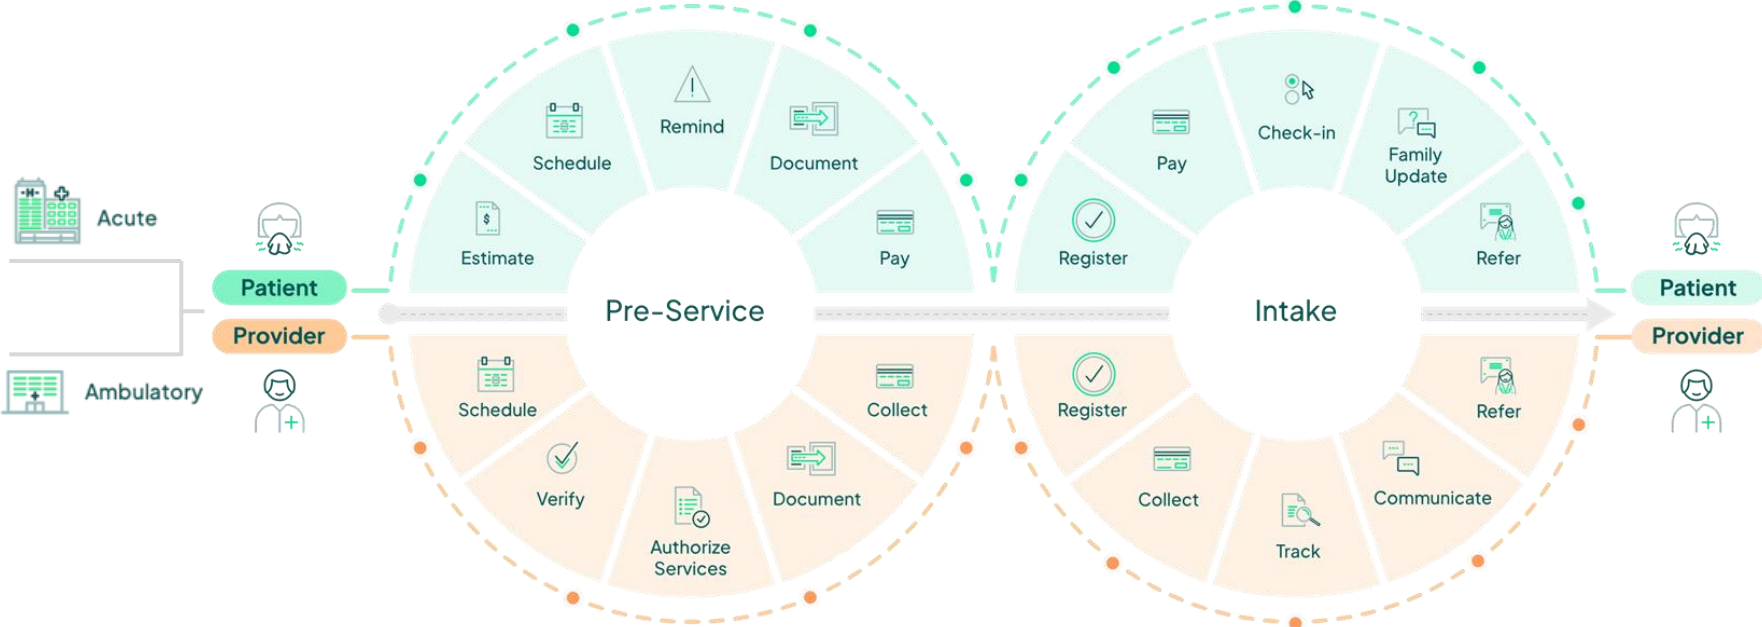 Acute
Ambulatory
Patient
Provider
Pre-Service
Estimate
Schedule
Remind
Document
Pay
Schedule
Verify
Authorize
Services
Document
Collect
Intake
Register
Pay
Check-in
Family
Update
Refer
Register
Collect
Track
Communicate
Refer
Patient
Provider